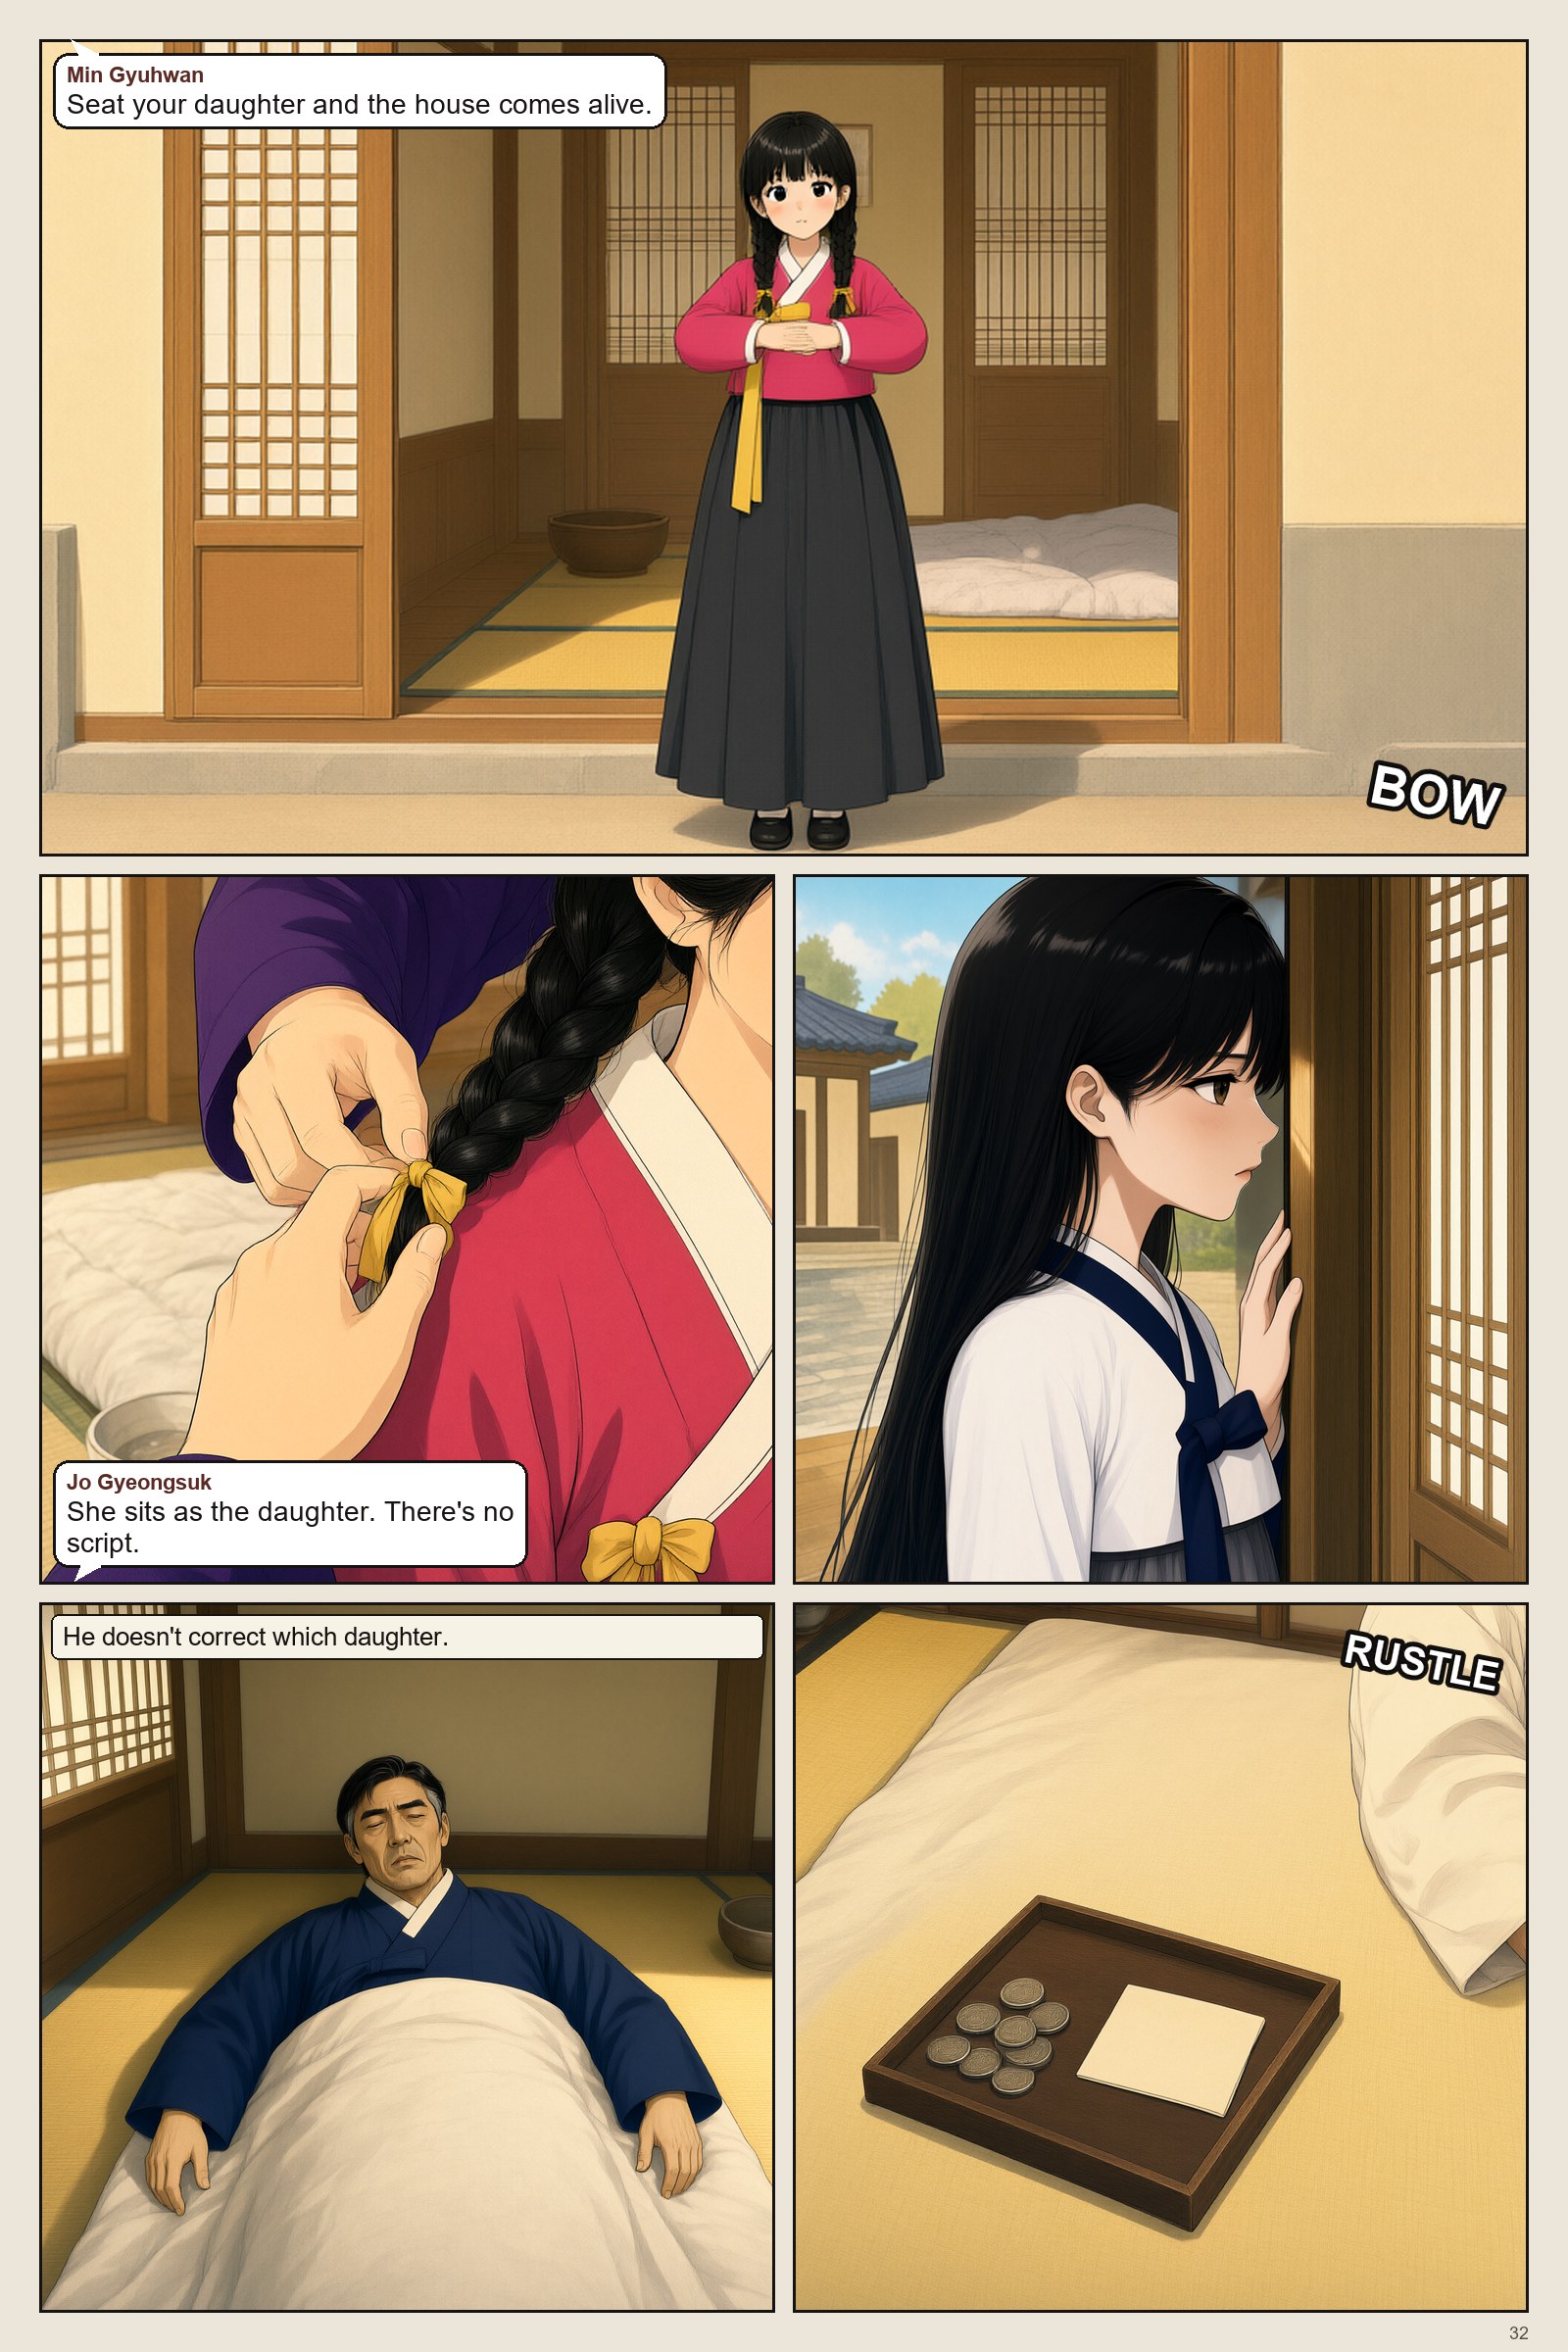 Min Gyuhwan
Seat your daughter and the house comes alive.
BOW
Jo Gyeongsuk
She sits as the daughter. There's no
script.
He doesn't correct which daughter.
RUSTLE
32